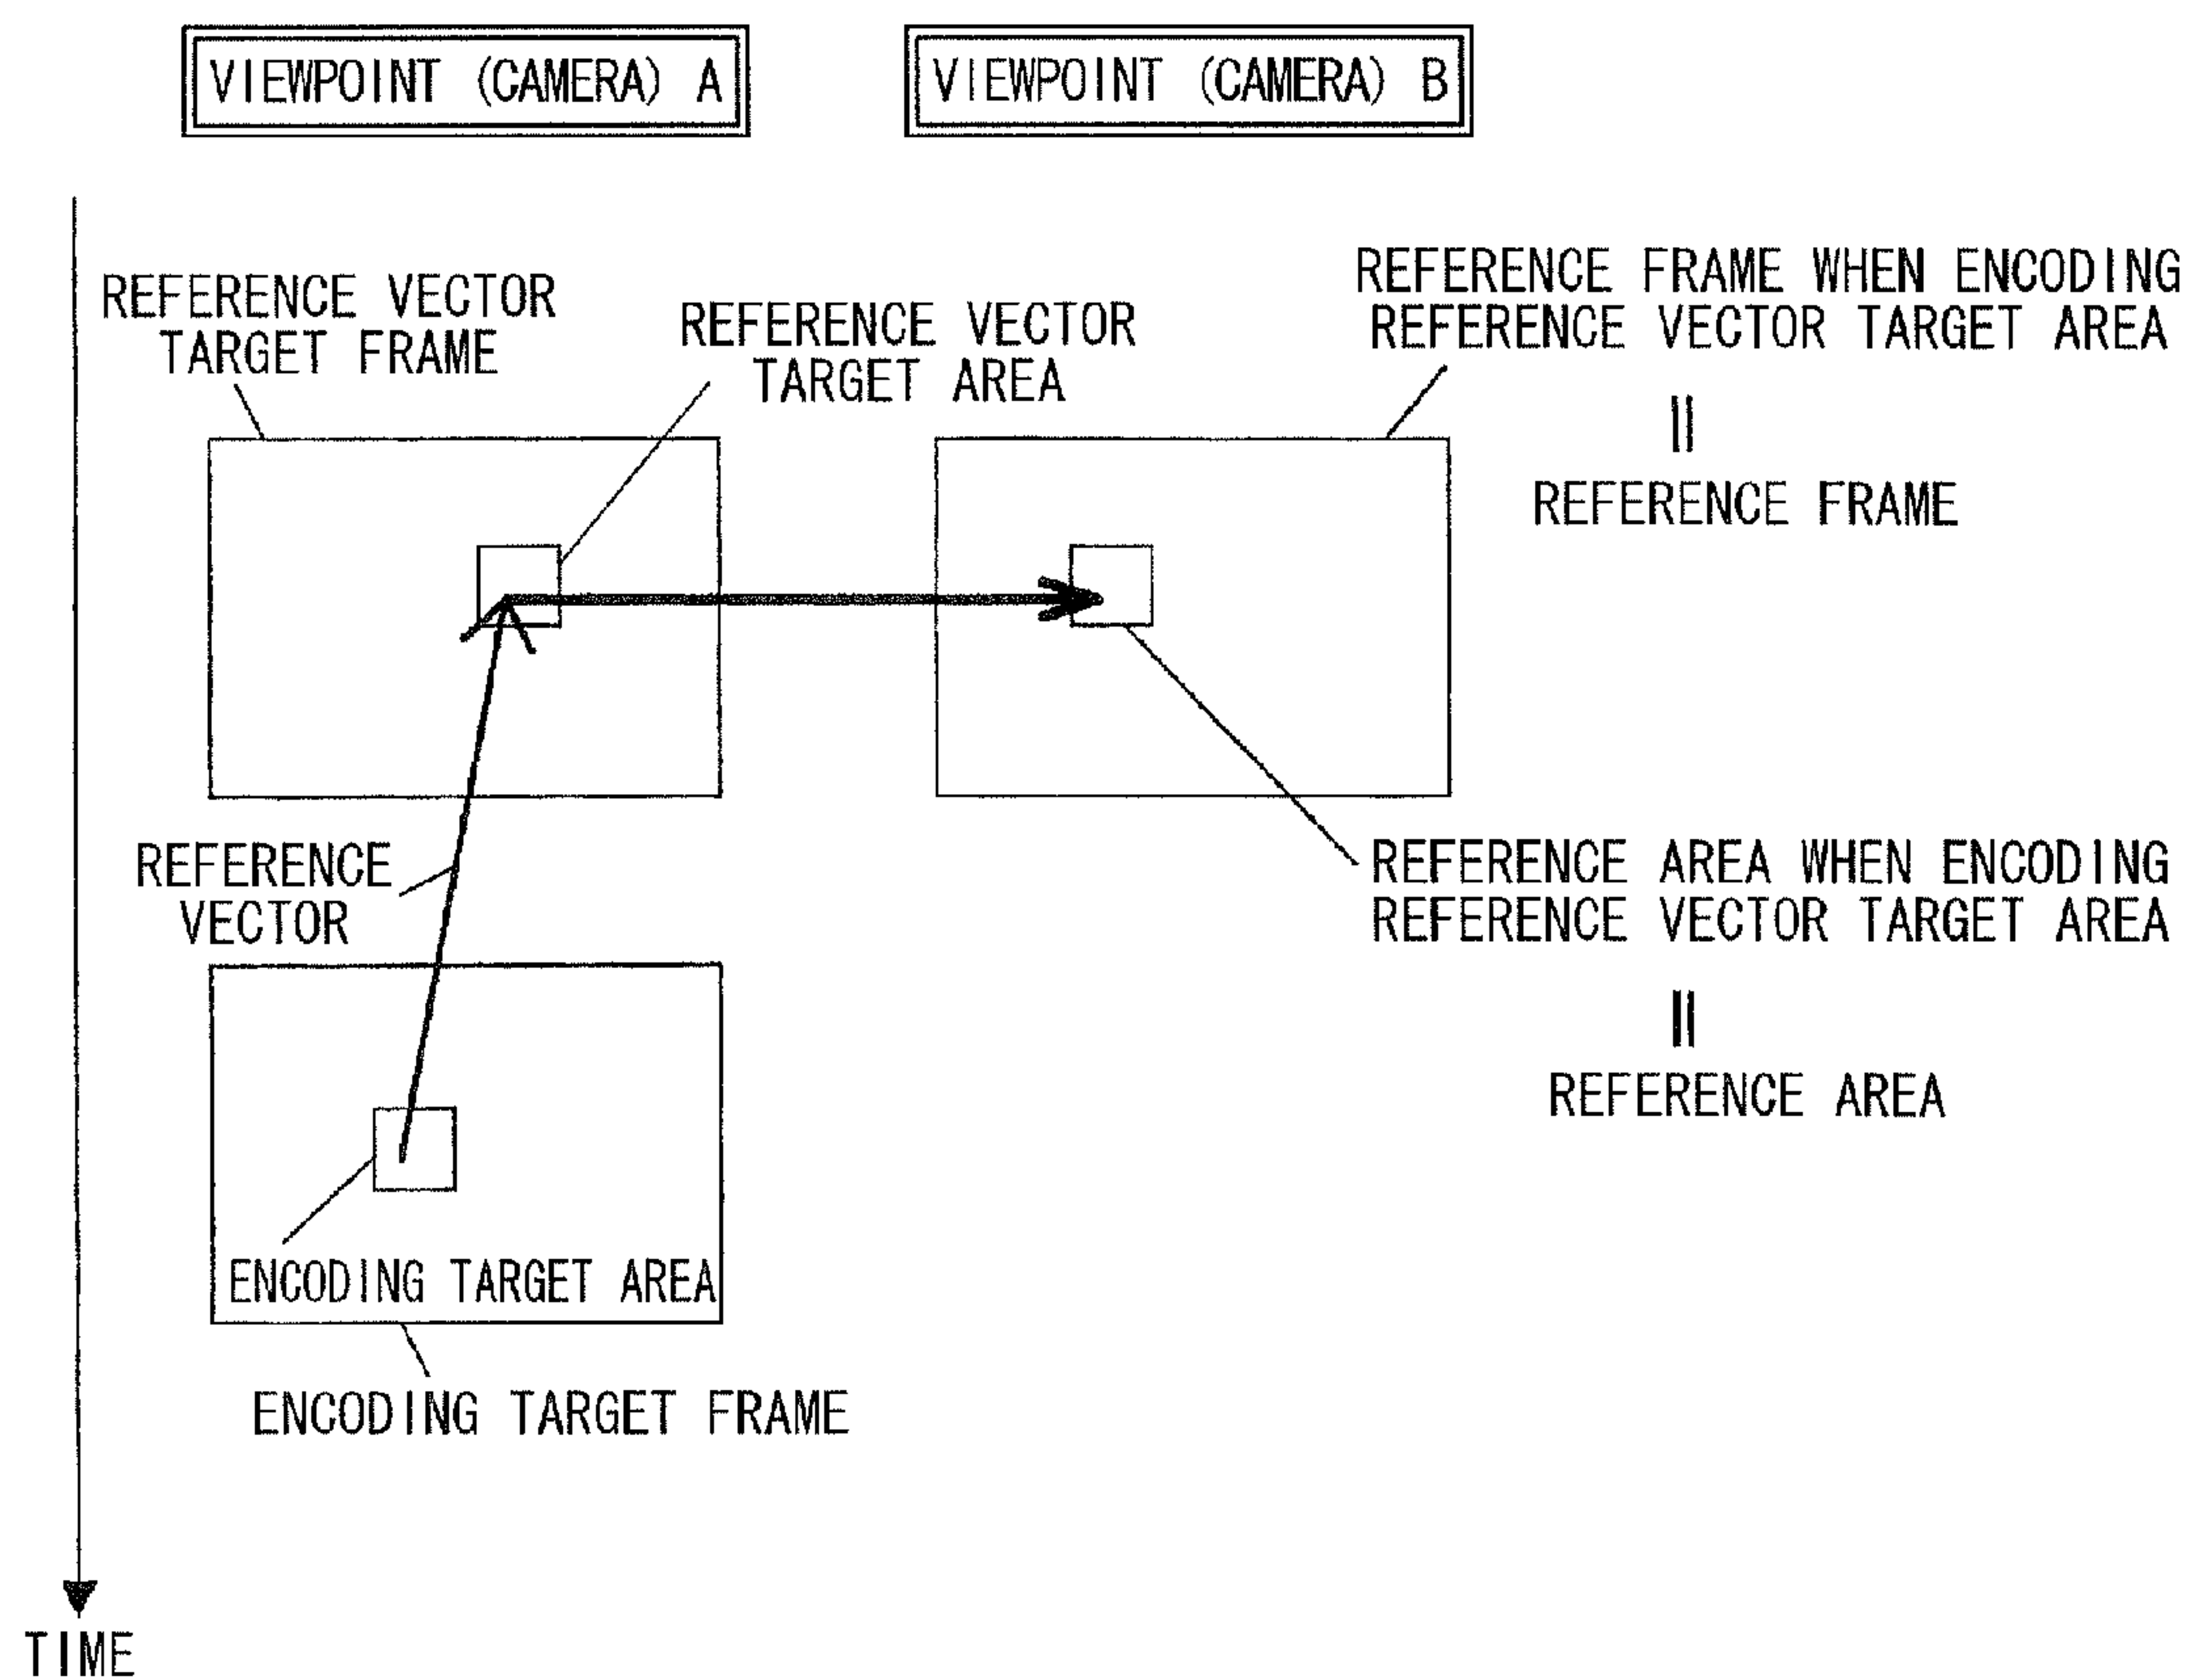 VIEWPOINT (CAMERA) A
VIEWPOINT (CAMERA) B
REFERENCE VECTOR
TARGET FRAME
REFERENCE VECTOR
TARGET AREA
REFERENCE FRAME WHEN ENCODING
REFERENCE VECTOR TARGET AREA
=
REFERENCE FRAME
REFERENCE
VECTOR
REFERENCE AREA WHEN ENCODING
REFERENCE VECTOR TARGET AREA
=
REFERENCE AREA
ENCODING TARGET AREA
ENCODING TARGET FRAME
TIME